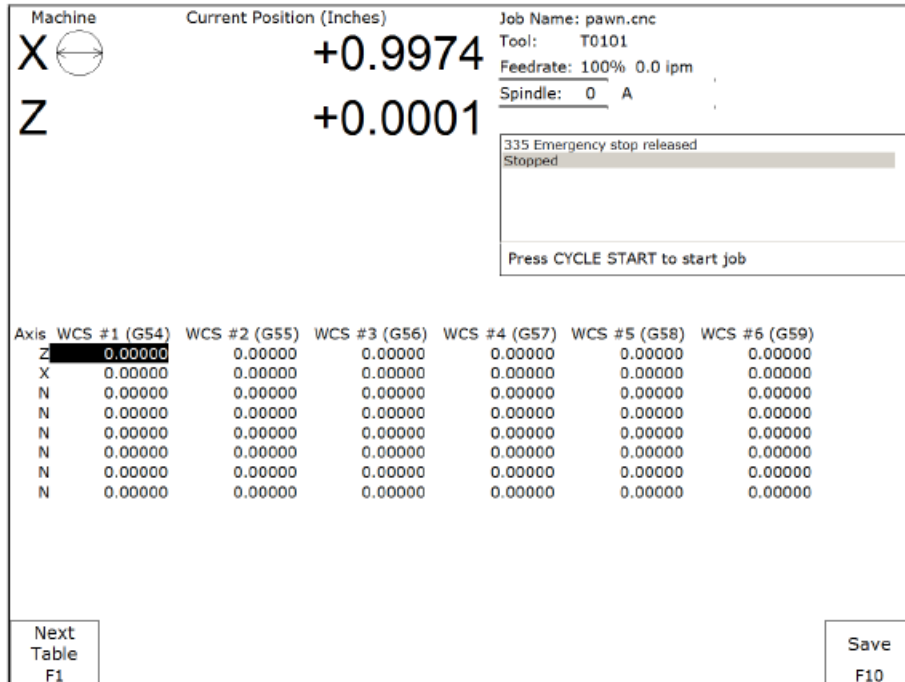 Machine Current Position (Inches)
X +0.9974
Z +0.0001
Job Name: pawn.cnc
Tool: T0101
Feedrate: 100% 0.0 ipm
Spindle: 0 A
335 Emergency stop released
Stopped
Press CYCLE START to start job
Axis WCS #1 (G54) WCS #2 (G55) WCS #3 (G56) WCS #4 (G57) WCS #5 (G58) WCS #6 (G59)
Z 0.00000 0.00000 0.00000 0.00000 0.00000 0.00000
X 0.00000 0.00000 0.00000 0.00000 0.00000 0.00000
N 0.00000 0.00000 0.00000 0.00000 0.00000 0.00000
N 0.00000 0.00000 0.00000 0.00000 0.00000 0.00000
N 0.00000 0.00000 0.00000 0.00000 0.00000 0.00000
N 0.00000 0.00000 0.00000 0.00000 0.00000 0.00000
N 0.00000 0.00000 0.00000 0.00000 0.00000 0.00000
N 0.00000 0.00000 0.00000 0.00000 0.00000 0.00000
Next
Table
F1
Save
F10